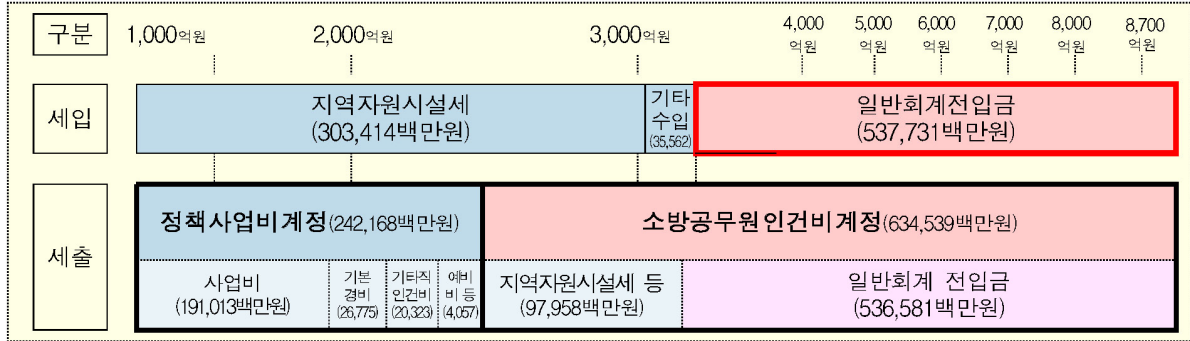 구분
1,000억원 2,000억원 3,000억원 4,000 5,000 6,000 7,000 8,000 8,700
억원 억원 억원 억원 억원 억원
세입
지역자원시설세
(303,414백만원)
기타
수입
(35,562)
일반회계전입금
(537,731백만원)
세출
정책사업비계정(242,168백만원)
소방공무원인건비계정(634,539백만원)
사업비
(191,013백만원)
기본
경비
(26,775)
기타직
인건비
(20,323)
예비
비 등
(4,057)
지역자원시설세 등
(97,958백만원)
일반회계 전입금
(536,581백만원)